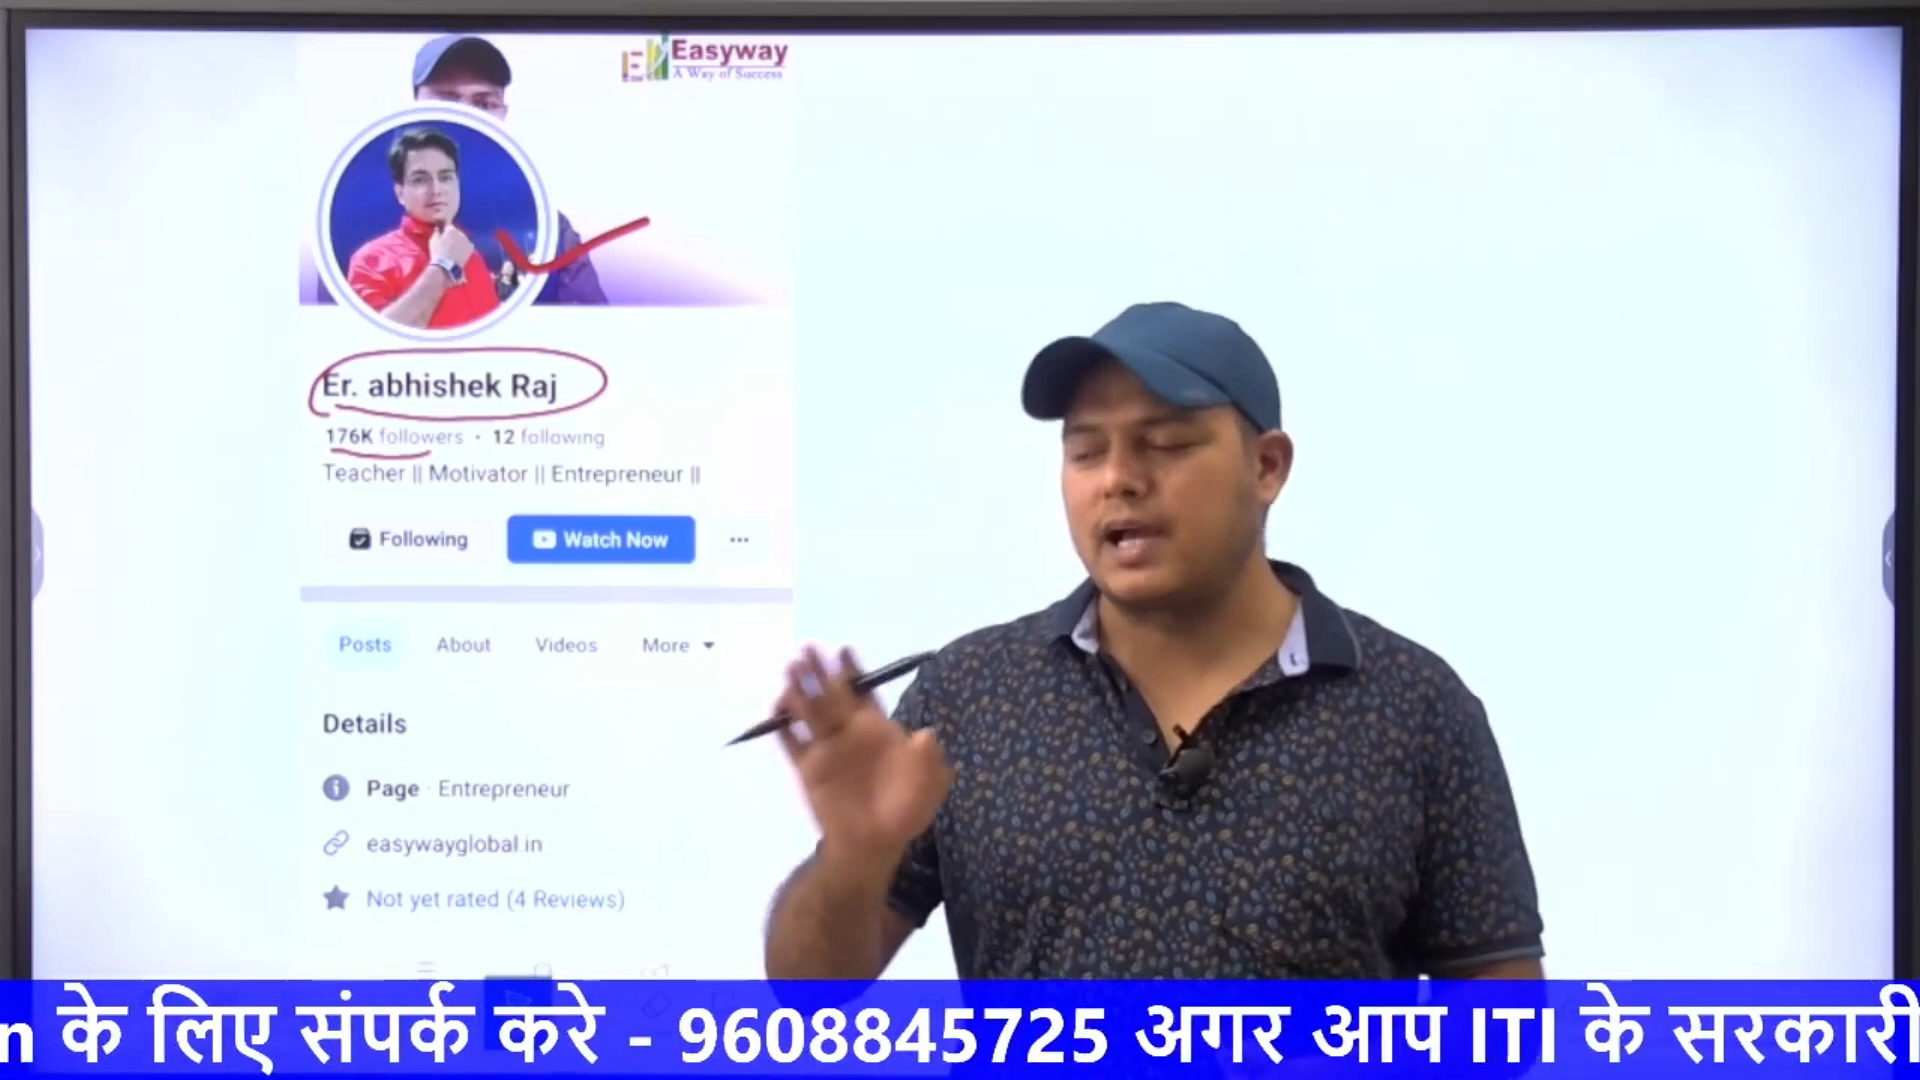 Easyway
A Way of Success
Er. abhishek Raj
176K followers · 12 following
Teacher || Motivator || Entrepreneur ||
Following
Watch Now
Posts About Videos More
Details
Page · Entrepreneur
easywayglobal.in
Not yet rated (4 Reviews)
n के लिए संपर्क करे - 9608845725 अगर आप ITI के सरकारी